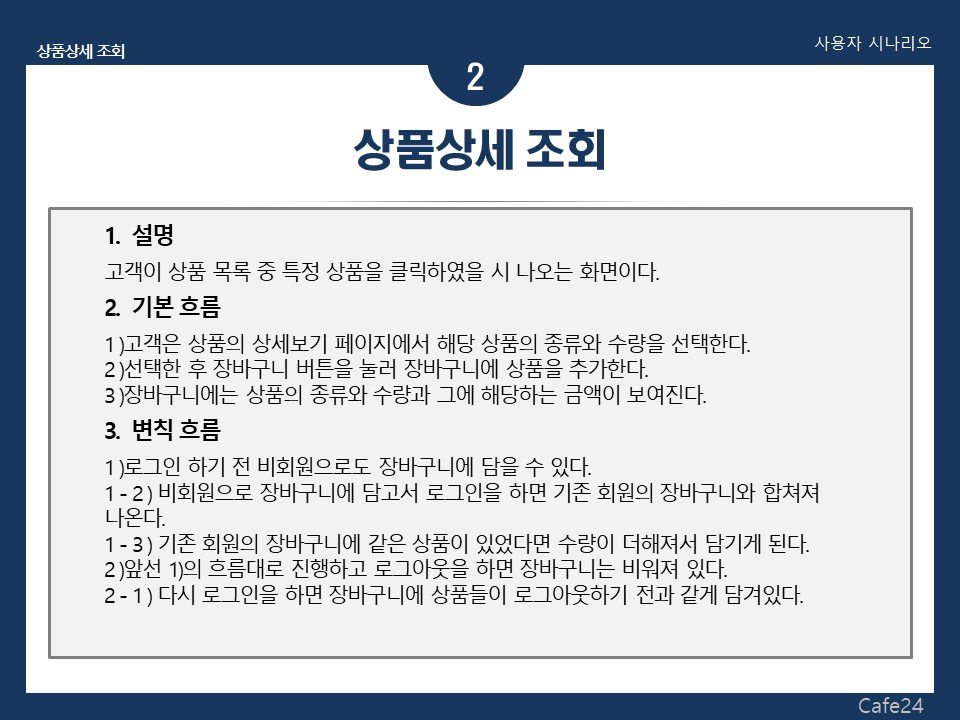 상품상세 조회
사용자 시나리오
2
상품상세 조회
1. 설명
고객이 상품 목록 중 특정 상품을 클릭하였을 시 나오는 화면이다.
2. 기본 흐름
1)고객은 상품의 상세보기 페이지에서 해당 상품의 종류와 수량을 선택한다.
2)선택한 후 장바구니 버튼을 눌러 장바구니에 상품을 추가한다.
3)장바구니에는 상품의 종류와 수량과 그에 해당하는 금액이 보여진다.
3. 변칙 흐름
1)로그인 하기 전 비회원으로도 장바구니에 담을 수 있다.
1-2) 비회원으로 장바구니에 담고서 로그인을 하면 기존 회원의 장바구니와 합쳐져
나온다.
1-3) 기존 회원의 장바구니에 같은 상품이 있었다면 수량이 더해져서 담기게 된다.
2)앞선 1)의 흐름대로 진행하고 로그아웃을 하면 장바구니는 비워져 있다.
2-1) 다시 로그인을 하면 장바구니에 상품들이 로그아웃하기 전과 같게 담겨있다.
Cafe24